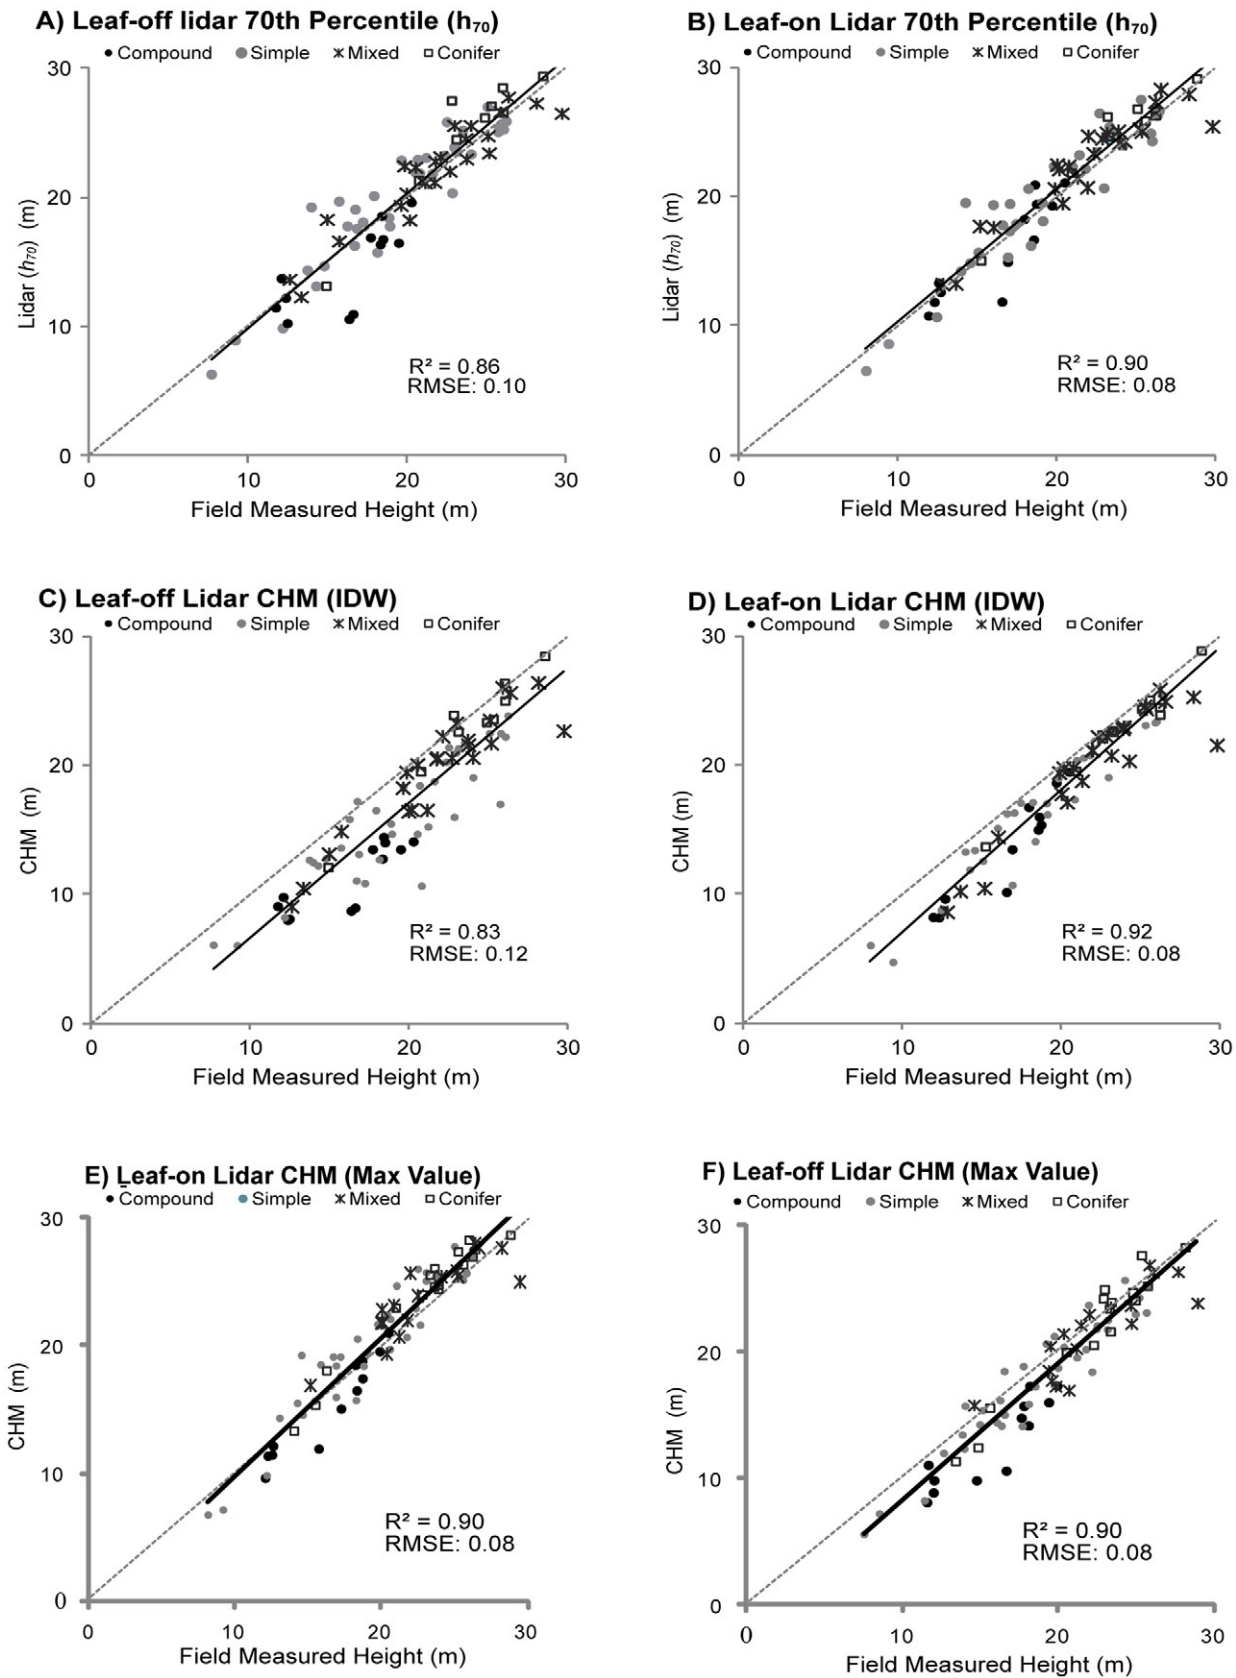 A) Leaf-off lidar 70th Percentile (h70)
Compound Simple Mixed Conifer
30
20
10
0
Lidar (h70) (m)
R² = 0.86
RMSE: 0.10
0 10 20 30
Field Measured Height (m)
B) Leaf-on Lidar 70th Percentile (h70)
Compound Simple Mixed Conifer
30
20
10
0
Lidar (h70) (m)
R² = 0.90
RMSE: 0.08
0 10 20 30
Field Measured Height (m)
C) Leaf-off Lidar CHM (IDW)
Compound Simple Mixed Conifer
30
20
10
0
CHM (m)
R² = 0.83
RMSE: 0.12
0 10 20 30
Field Measured Height (m)
D) Leaf-on Lidar CHM (IDW)
Compound Simple Mixed Conifer
30
20
10
0
CHM (m)
R² = 0.92
RMSE: 0.08
0 10 20 30
Field Measured Height (m)
E) Leaf-on Lidar CHM (Max Value)
Compound Simple Mixed Conifer
30
20
10
0
CHM (m)
R² = 0.90
RMSE: 0.08
0 10 20 30
Field Measured Height (m)
F) Leaf-off Lidar CHM (Max Value)
Compound Simple Mixed Conifer
30
20
10
0
CHM (m)
R² = 0.90
RMSE: 0.08
0 10 20 30
Field Measured Height (m)